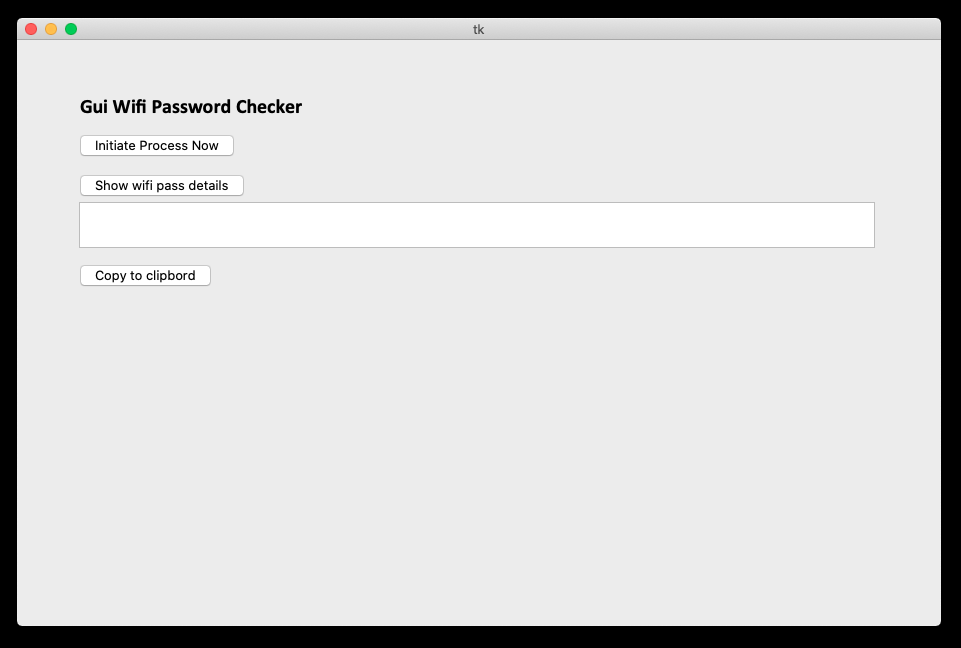 tk
Gui Wifi Password Checker
Initiate Process Now
Show wifi pass details
Copy to clipbord